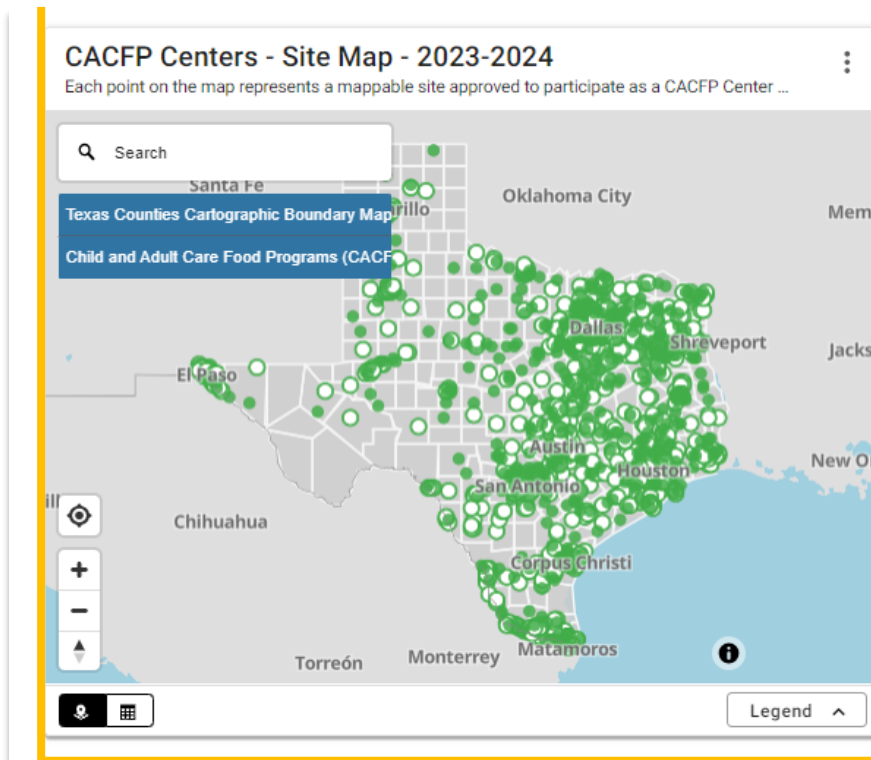 CACFP Centers - Site Map - 2023-2024
Each point on the map represents a mappable site approved to participate as a CACFP Center ...
Search
Santa Fe
Oklahoma City
rillo
Mem
Texas Counties Cartographic Boundary Map
Child and Adult Care Food Programs (CACF
Dallas
Shreveport
Jacks
El Paso
Austin
Houston
New O
San Antonio
Chihuahua
Corpus Christi
Matamoros
Monterrey
Torreón
Legend